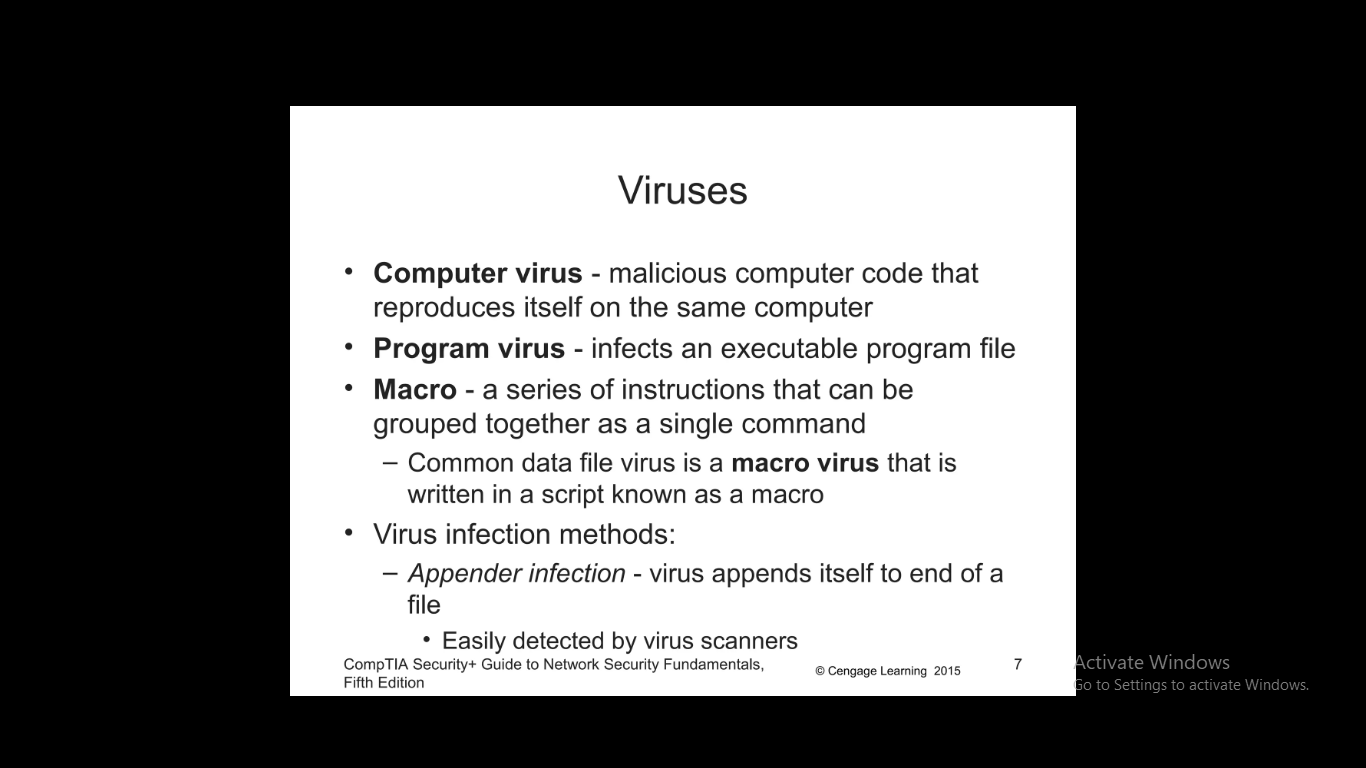 Viruses
• Computer virus - malicious computer code that
reproduces itself on the same computer
• Program virus - infects an executable program file
• Macro - a series of instructions that can be
grouped together as a single command
– Common data file virus is a macro virus that is
written in a script known as a macro
• Virus infection methods:
– Appender infection - virus appends itself to end of a
file
• Easily detected by virus scanners
CompTIA Security+ Guide to Network Security Fundamentals,
Fifth Edition
© Cengage Learning 2015
7
Activate Windows
Go to Settings to activate Windows.